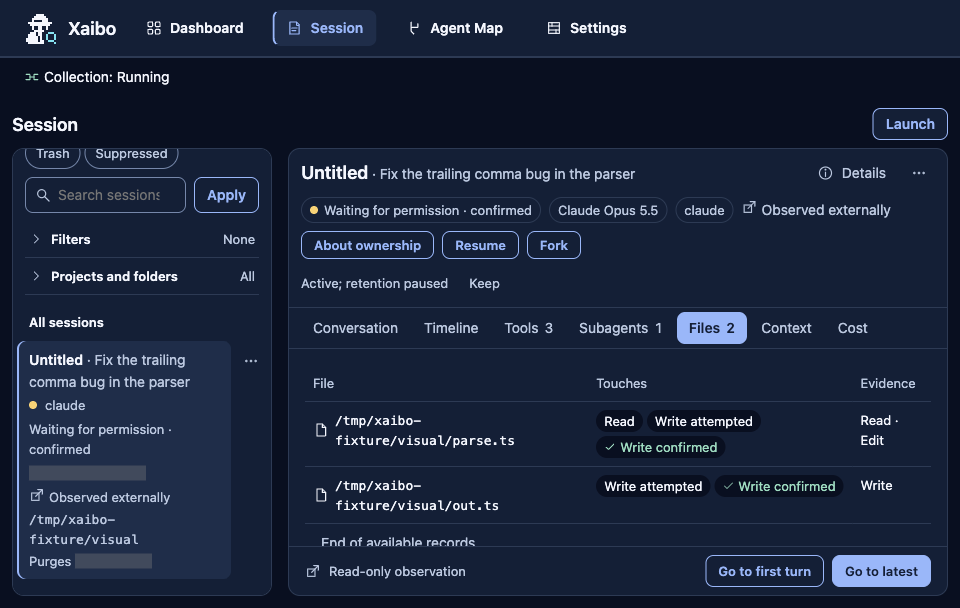 Xaibo
Dashboard
Session
Agent Map
Settings
Collection: Running
Session
Launch
Trash
Suppressed
Search sessions
Apply
Filters
None
Projects and folders
All
All sessions
Untitled · Fix the trailing
comma bug in the parser
claude
Waiting for permission ·
confirmed
Observed externally
/tmp/xaibo-
fixture/visual
Purges
Untitled · Fix the trailing comma bug in the parser
Details
Waiting for permission · confirmed
Claude Opus 5.5
claude
Observed externally
About ownership
Resume
Fork
Active; retention paused
Keep
Conversation
Timeline
Tools 3
Subagents 1
Files 2
Context
Cost
File
Touches
Evidence
/tmp/xaibo-
fixture/visual/parse.ts
Read
Write attempted
Write confirmed
Read ·
Edit
/tmp/xaibo-
fixture/visual/out.ts
Write attempted
Write confirmed
Write
End of available records
Read-only observation
Go to first turn
Go to latest